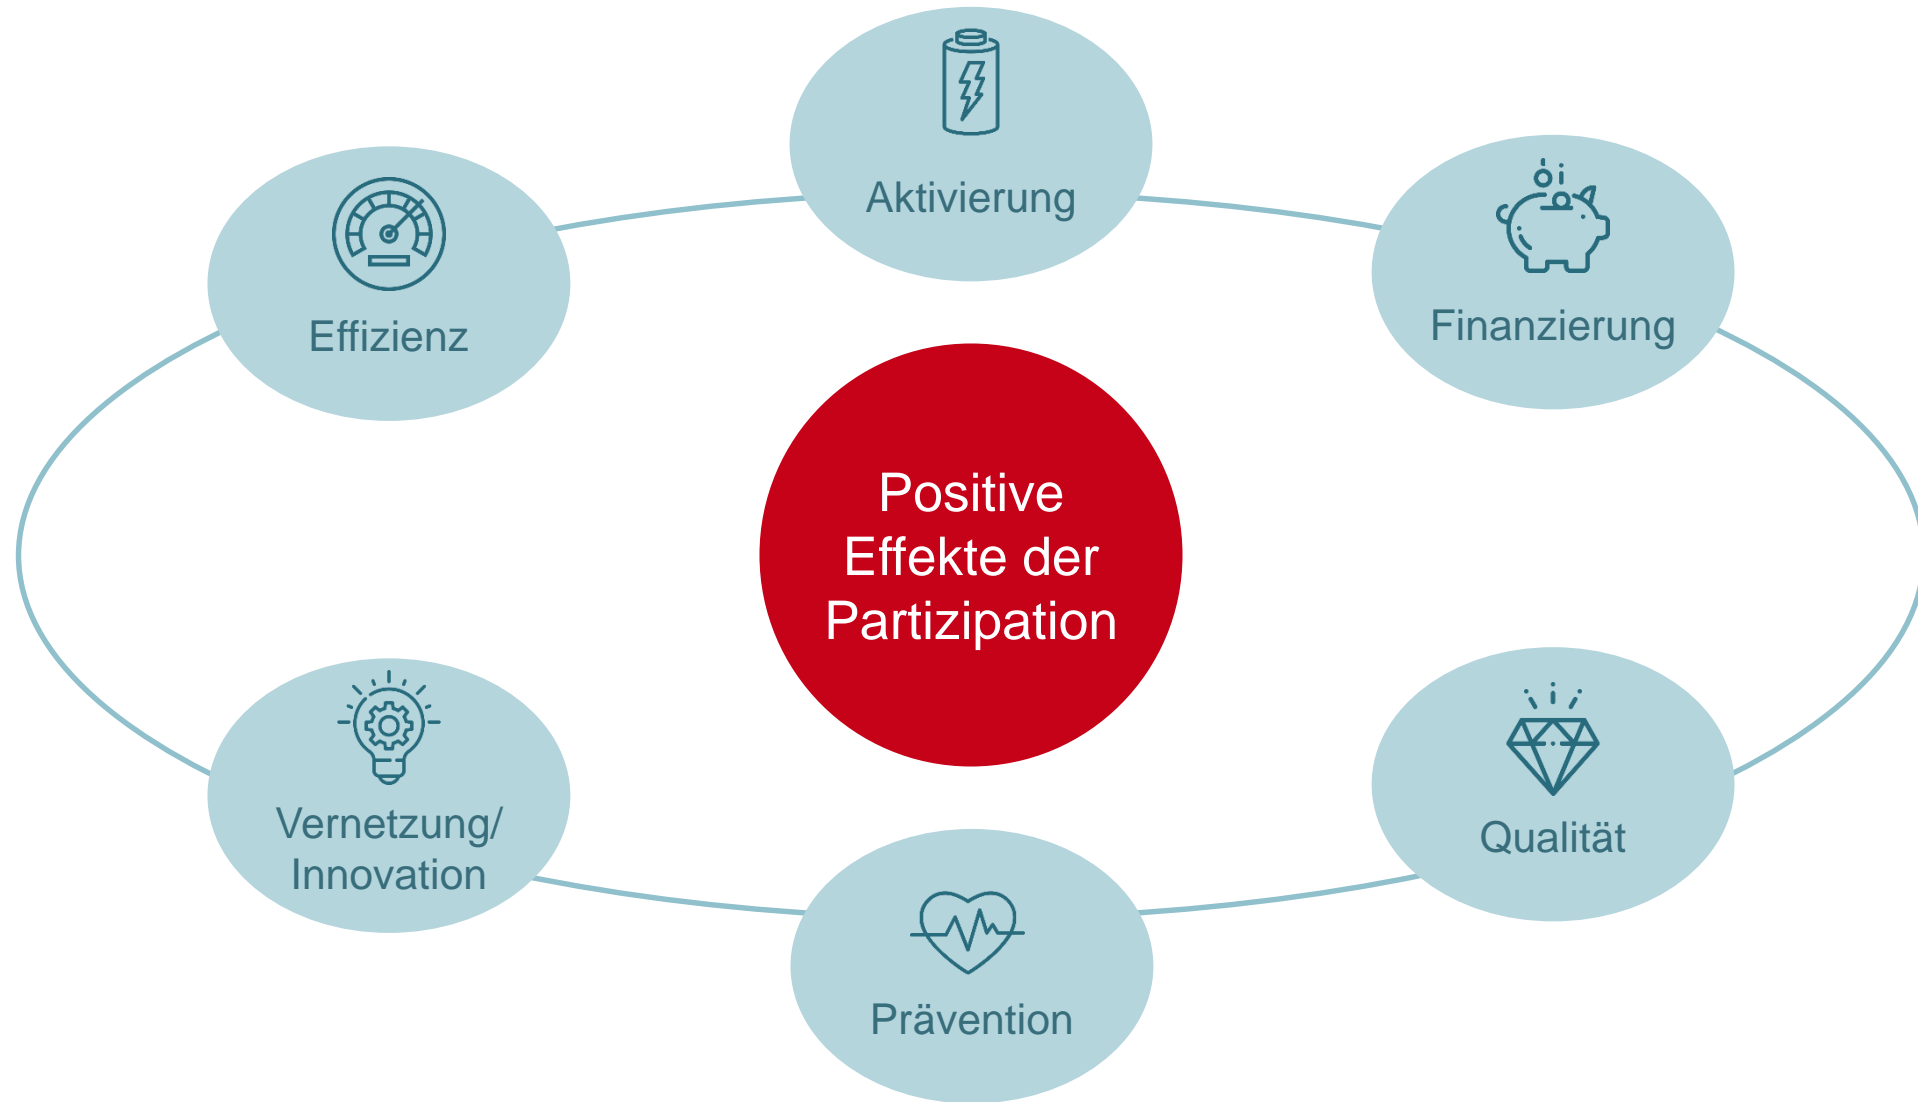 Aktivierung
Effizienz
Finanzierung
Positive
Effekte der
Partizipation
Vernetzung/
Innovation
Qualität
Prävention